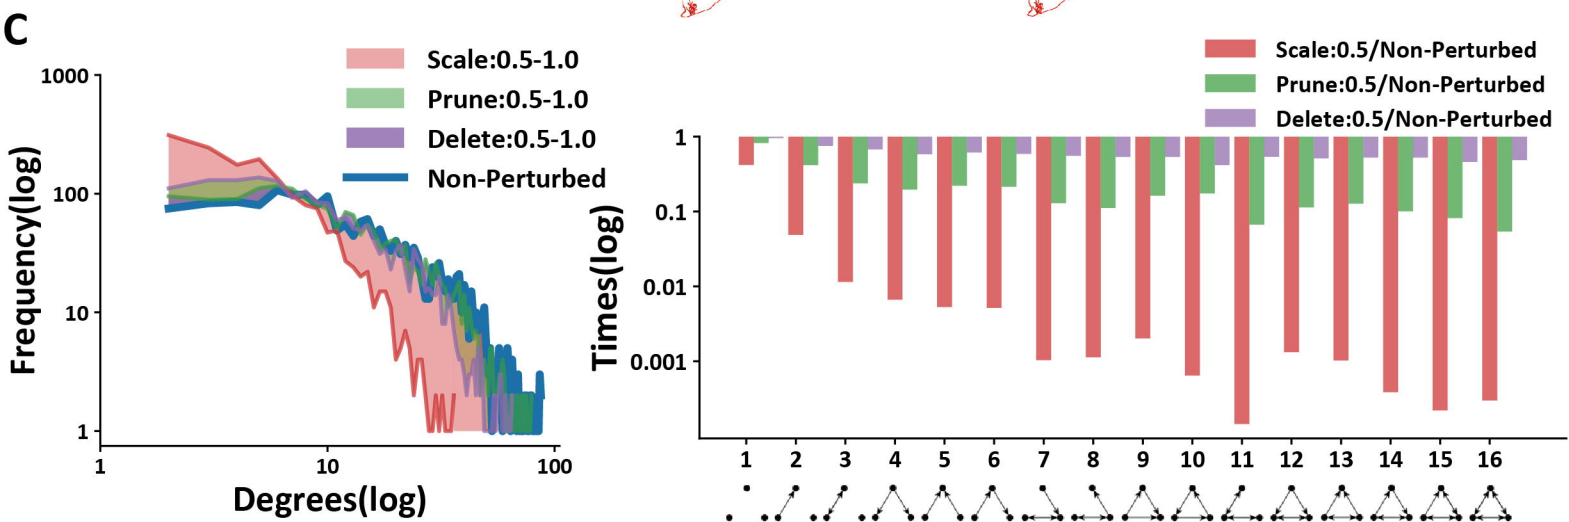 C
Scale:0.5-1.0
Prune:0.5-1.0
Delete:0.5-1.0
Non-Perturbed
Frequency(log)
1000
100
10
1
1 10 100
Degrees(log)
Scale:0.5/Non-Perturbed
Prune:0.5/Non-Perturbed
Delete:0.5/Non-Perturbed
Times(log)
1
0.1
0.01
0.001
1 2 3 4 5 6 7 8 9 10 11 12 13 14 15 16